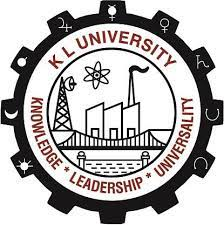 K L UNIVERSITY
KNOWLEDGE * LEADERSHIP * UNIVERSALITY